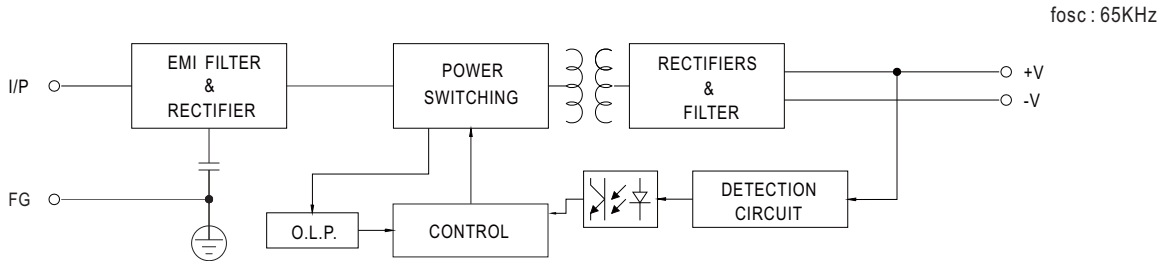 fosc : 65KHz
I/P
EMI FILTER
&
RECTIFIER
POWER
SWITCHING
RECTIFIERS
&
FILTER
+V
-V
FG
O.L.P.
CONTROL
DETECTION
CIRCUIT